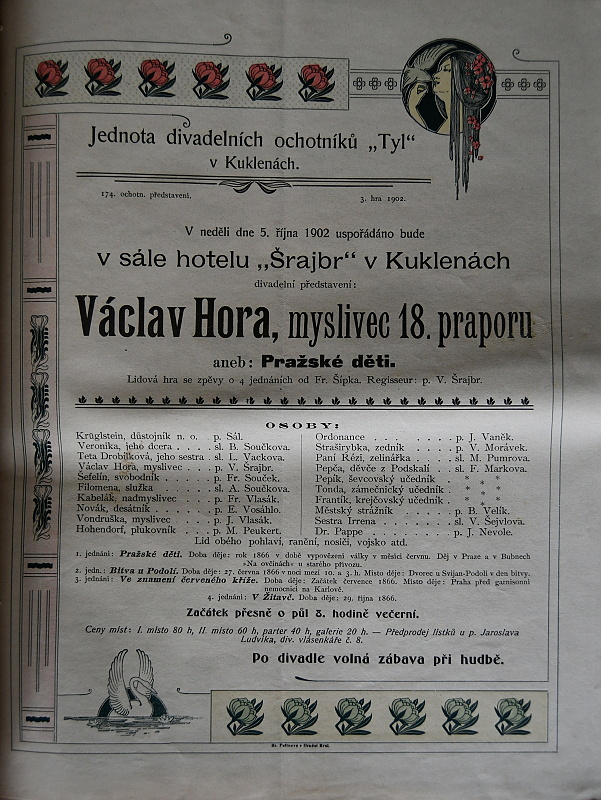 Jednota divadelních ochotníků „Tyl“
v Kuklenách.
174. ochotn. představení.
3. hra 1902.
V neděli dne 5. října 1902 uspořádáno bude
v sále hotelu „Šrajbr“ v Kuklenách
divadelní představení:
Václav Hora, myslivec 18. praporu
aneb: Pražské děti.
Lidová hra se zpěvy o 4 jednáních od Fr. Šípka. Regisseur: p. V. Šrajbr.
OSOBY:
Krüglstein, důstojník n. o. p. Sál.
Veronika, jeho dcera . . . . . sl. B. Součkova.
Teta Drobílková, jeho sestra sl. L. Vackova.
Václav Hora, myslivec . . . . p. V. Šrajbr.
Šefelín, svobodník . . . . . p. Fr. Souček.
Filomena, služka . . . . . sl. A. Součkova.
Kabelák, nadmyslivec . . . p. Fr. Vlasák.
Novák, desátník . . . . . . p. E. Vosáhlo.
Vondruška, myslivec . . . . p. J. Vlasák.
Hohendorf, plukovník . . . p. M. Peukert.
Ordonance . . . . . . . p. J. Vaněk.
Straširybka, zedník . . . . p. V. Morávek.
Paní Rézi, zelinářka . . . . sl. M. Pumrova.
Pepča, děvče z Podskalí . . sl. F. Markova.
Pepík, ševcovský učedník . * * *
Tonda, zámečnický učedník . * * *
Frantík, krejčovský učedník . * * *
Městský strážník . . . . . p. B. Velík.
Sestra Irrena . . . . . . . sl. V. Šejvlova.
Dr. Pappe . . . . . . . . p. J. Nevole.
Lid obého pohlaví, ranění, nosiči, vojsko atd.
1. jednání: Pražské děti. Doba děje: rok 1866 v době vypovězení války v měsíci červnu. Děj v Praze a v Bubnech
»Na ovčínách« u starého přívozu.
2. jedn.: Bitva u Podolí. Doba děje: 27. června 1866 v noci mezi 10. a 3. h. Místo děje: Dvorec u Svijan-Podolí v den bitvy.
3. jednání: Ve znamení červeného kříže. Doba děje: Začátek července 1866. Místo děje: Praha před garnisonní
nemocnicí na Karlově.
4. jednání: V Žitavě. Doba děje: 29. října 1866.
Začátek přesně o půl 8. hodině večerní.
Ceny míst: I. místo 80 h, II. místo 60 h, parter 40 h, galerie 20 h. — Předprodej lístků u p. Jaroslava
Ludvika, div. vlásenkáře č. 8.
Po divadle volná zábava při hudbě.